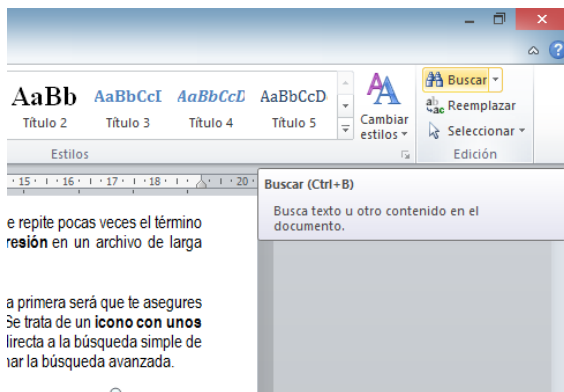 Buscar
AaBb AaBbCcI AaBbCcD AaBbCcD
Reemplazar
Título 2 Título 3 Título 4 Título 5
Cambiar
estilos
Seleccionar
Estilos
Edición
15 16 17 18 20
Buscar (Ctrl+B)
Busca texto u otro contenido en el
documento.
e repite pocas veces el término
resión en un archivo de larga
a primera será que te asegures
Se trata de un icono con unos
directa a la búsqueda simple de
nar la búsqueda avanzada.